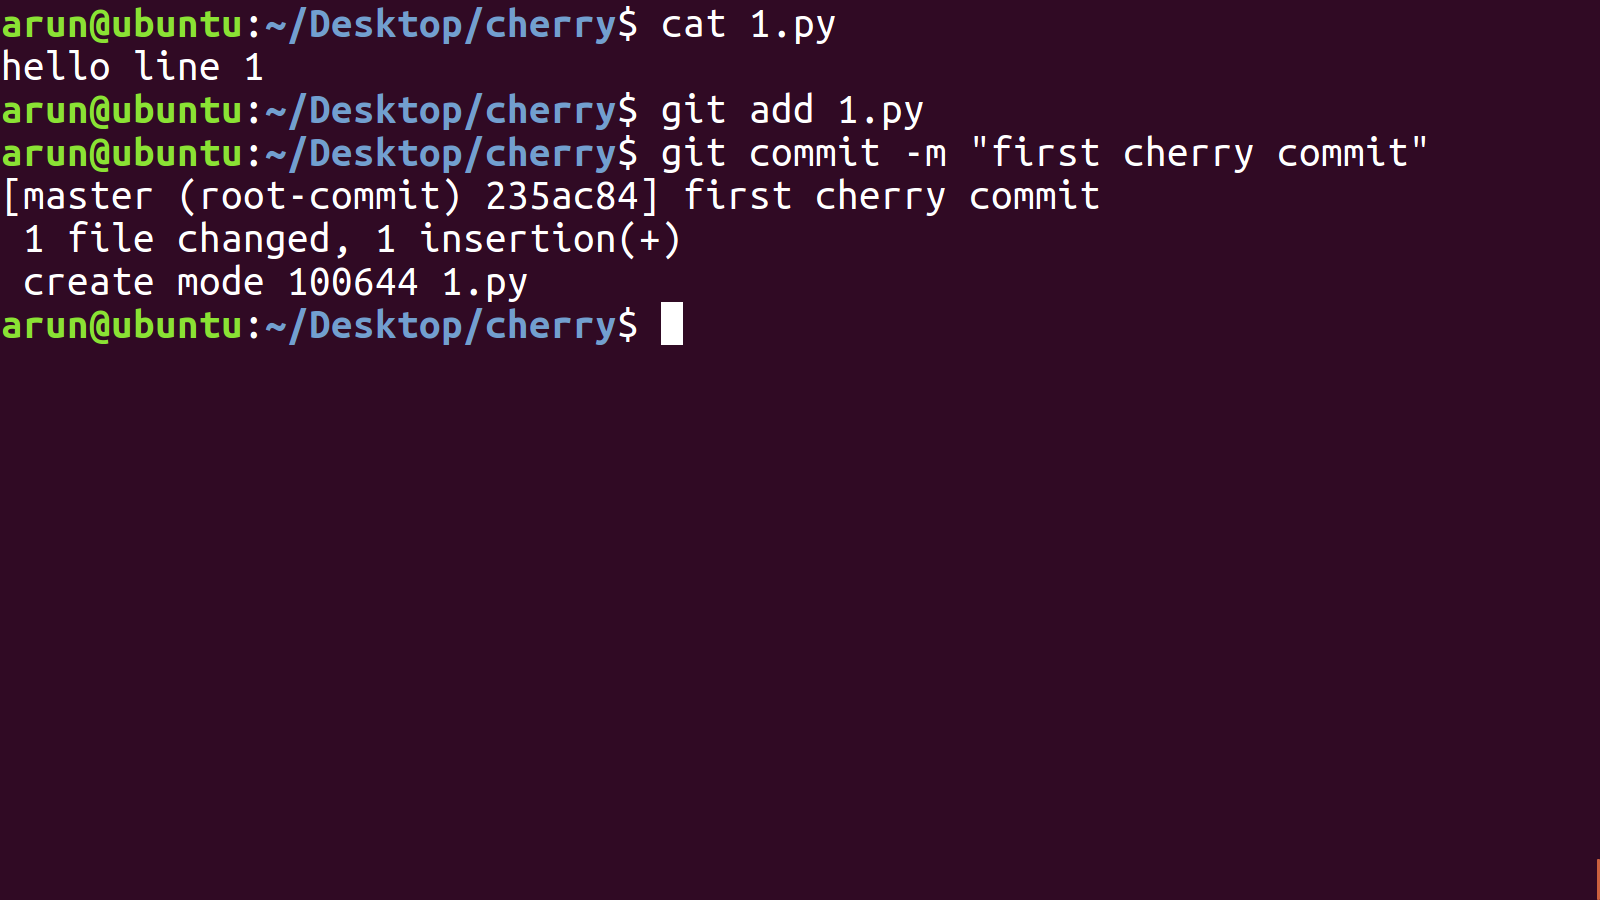 arun@ubuntu:~/Desktop/cherry$ cat 1.py
hello line 1
arun@ubuntu:~/Desktop/cherry$ git add 1.py
arun@ubuntu:~/Desktop/cherry$ git commit -m "first cherry commit"
[master (root-commit) 235ac84] first cherry commit
 1 file changed, 1 insertion(+)
 create mode 100644 1.py
arun@ubuntu:~/Desktop/cherry$